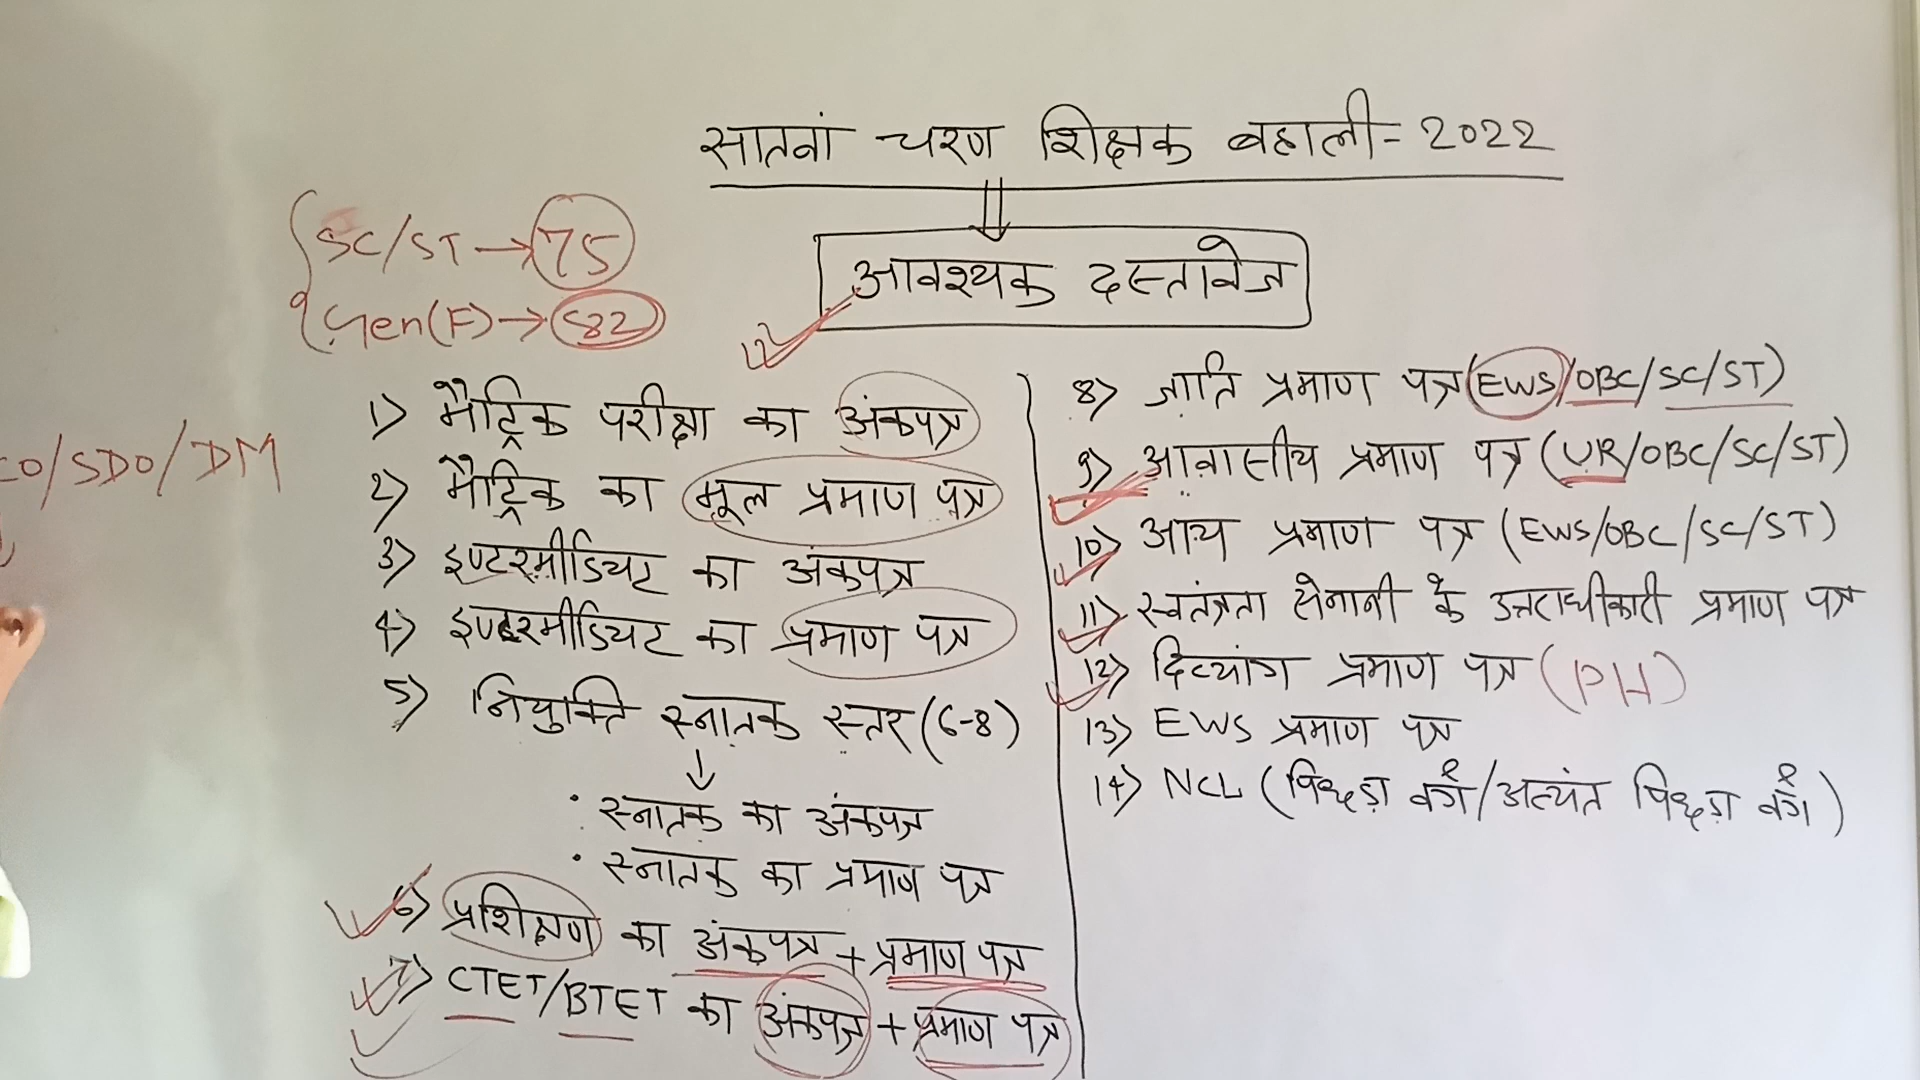 सातवां चरण शिक्षक बहाली - 2022
आवश्यक दस्तावेज
SC/ST → 75
Gen(F) → 82
CO/SDO/DM
1) मैट्रिक परीक्षा का अंकपत्र
2) मैट्रिक का मूल प्रमाण पत्र
3) इण्टरमीडियट का अंकपत्र
4) इण्टरमीडियट का प्रमाण पत्र
5) नियुक्ति स्नातक स्तर (6-8)
↓
• स्नातक का अंकपत्र
• स्नातक का प्रमाण पत्र
6) प्रशिक्षण का अंकपत्र + प्रमाण पत्र
7) CTET/BTET का अंकपत्र + प्रमाण पत्र
8) जाति प्रमाण पत्र (EWS/OBC/SC/ST)
9) आवासीय प्रमाण पत्र (UR/OBC/SC/ST)
10) आय प्रमाण पत्र (EWS/OBC/SC/ST)
11) स्वतंत्रता सेनानी के उत्तराधीकारी प्रमाण पत्र
12) दिव्यांग प्रमाण पत्र (PH)
13) EWS प्रमाण पत्र
14) NCL (पिछड़ा वर्ग/अत्यंत पिछड़ा वर्ग)